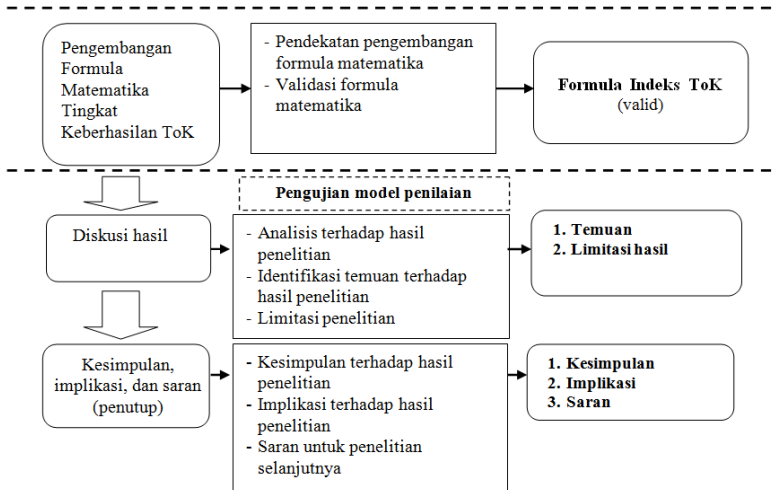 Pengembangan
Formula
Matematika
Tingkat
Keberhasilan ToK
- Pendekatan pengembangan
formula matematika
- Validasi formula
matematika
Formula Indeks ToK
(valid)
Pengujian model penilaian
Diskusi hasil
- Analisis terhadap hasil
penelitian
- Identifikasi temuan terhadap
hasil penelitian
- Limitasi penelitian
1. Temuan
2. Limitasi hasil
Kesimpulan,
implikasi, dan saran
(penutup)
- Kesimpulan terhadap hasil
penelitian
- Implikasi terhadap hasil
penelitian
- Saran untuk penelitian
selanjutnya
1. Kesimpulan
2. Implikasi
3. Saran